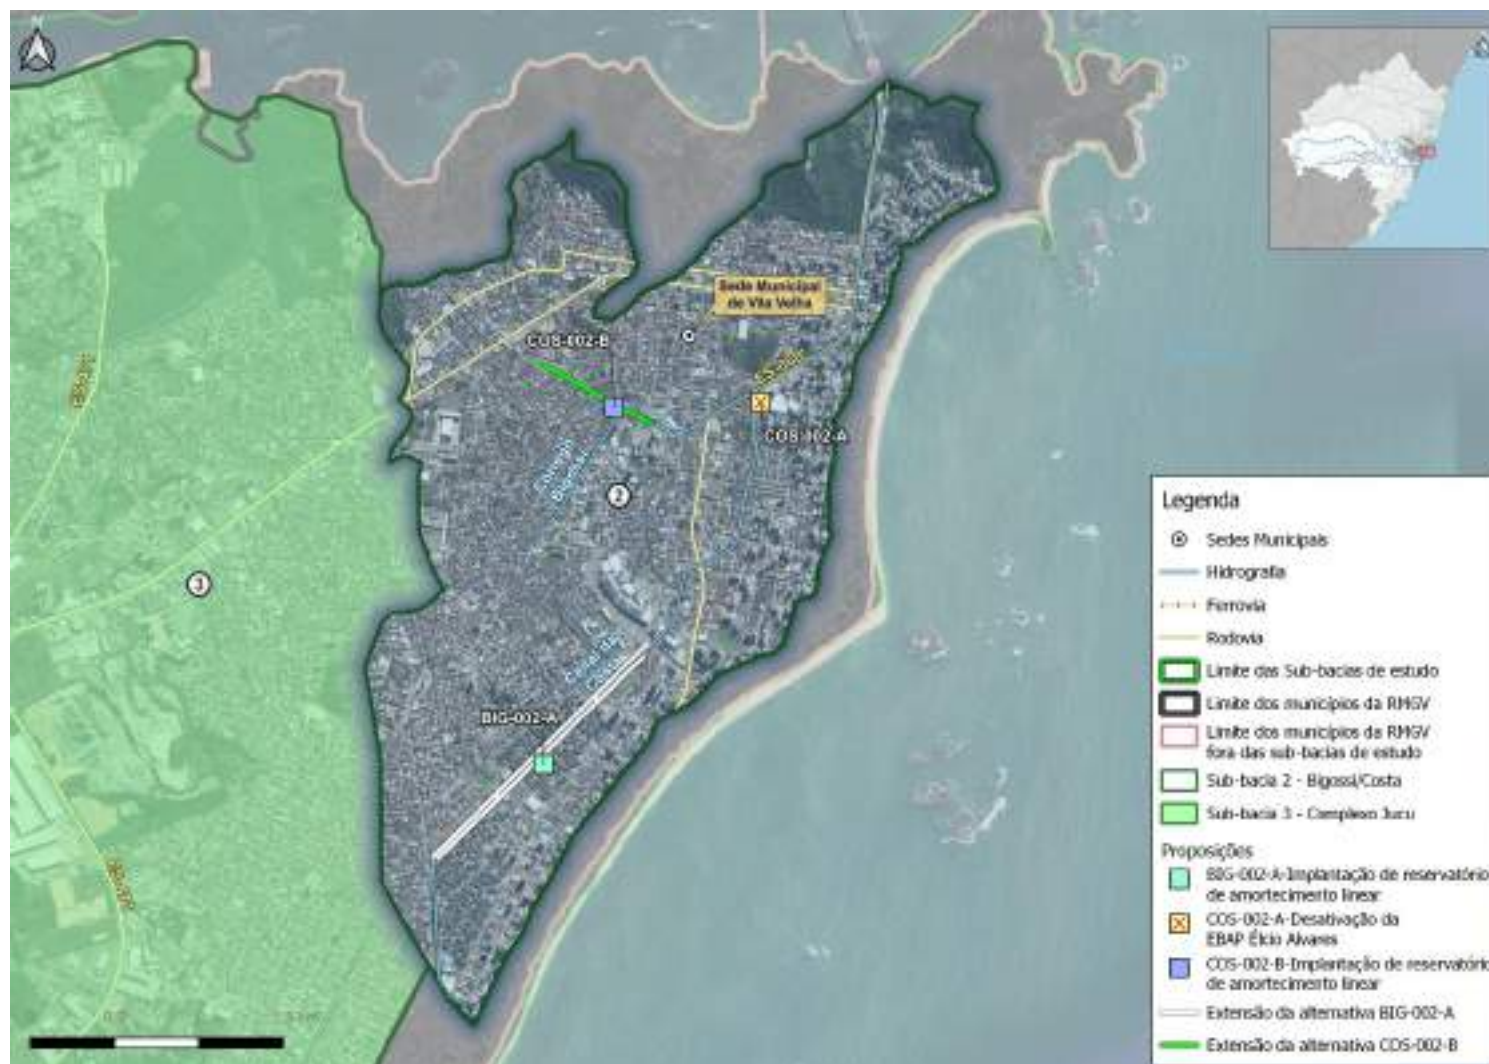 N
Sede Municipal
de Vila Velha
COS-002-B
COS-002-A
2
3
BIG-002-A
Legenda
Sedes Municipais
Hidrografia
Ferrovia
Rodovia
Limite das Sub-bacias de estudo
Limite dos municípios da RMGV
Limite dos municípios da RMGV
fora das sub-bacias de estudo
Sub-bacia 2 - Bigossi/Costa
Sub-bacia 3 - Complexo Jucu
Proposições
BIG-002-A-Implantação de reservatório
de amortecimento linear
COS-002-A-Desativação da
EBAP Élcio Alvares
COS-002-B-Implantação de reservatório
de amortecimento linear
Extensão da alternativa BIG-002-A
Extensão da alternativa COS-002-B